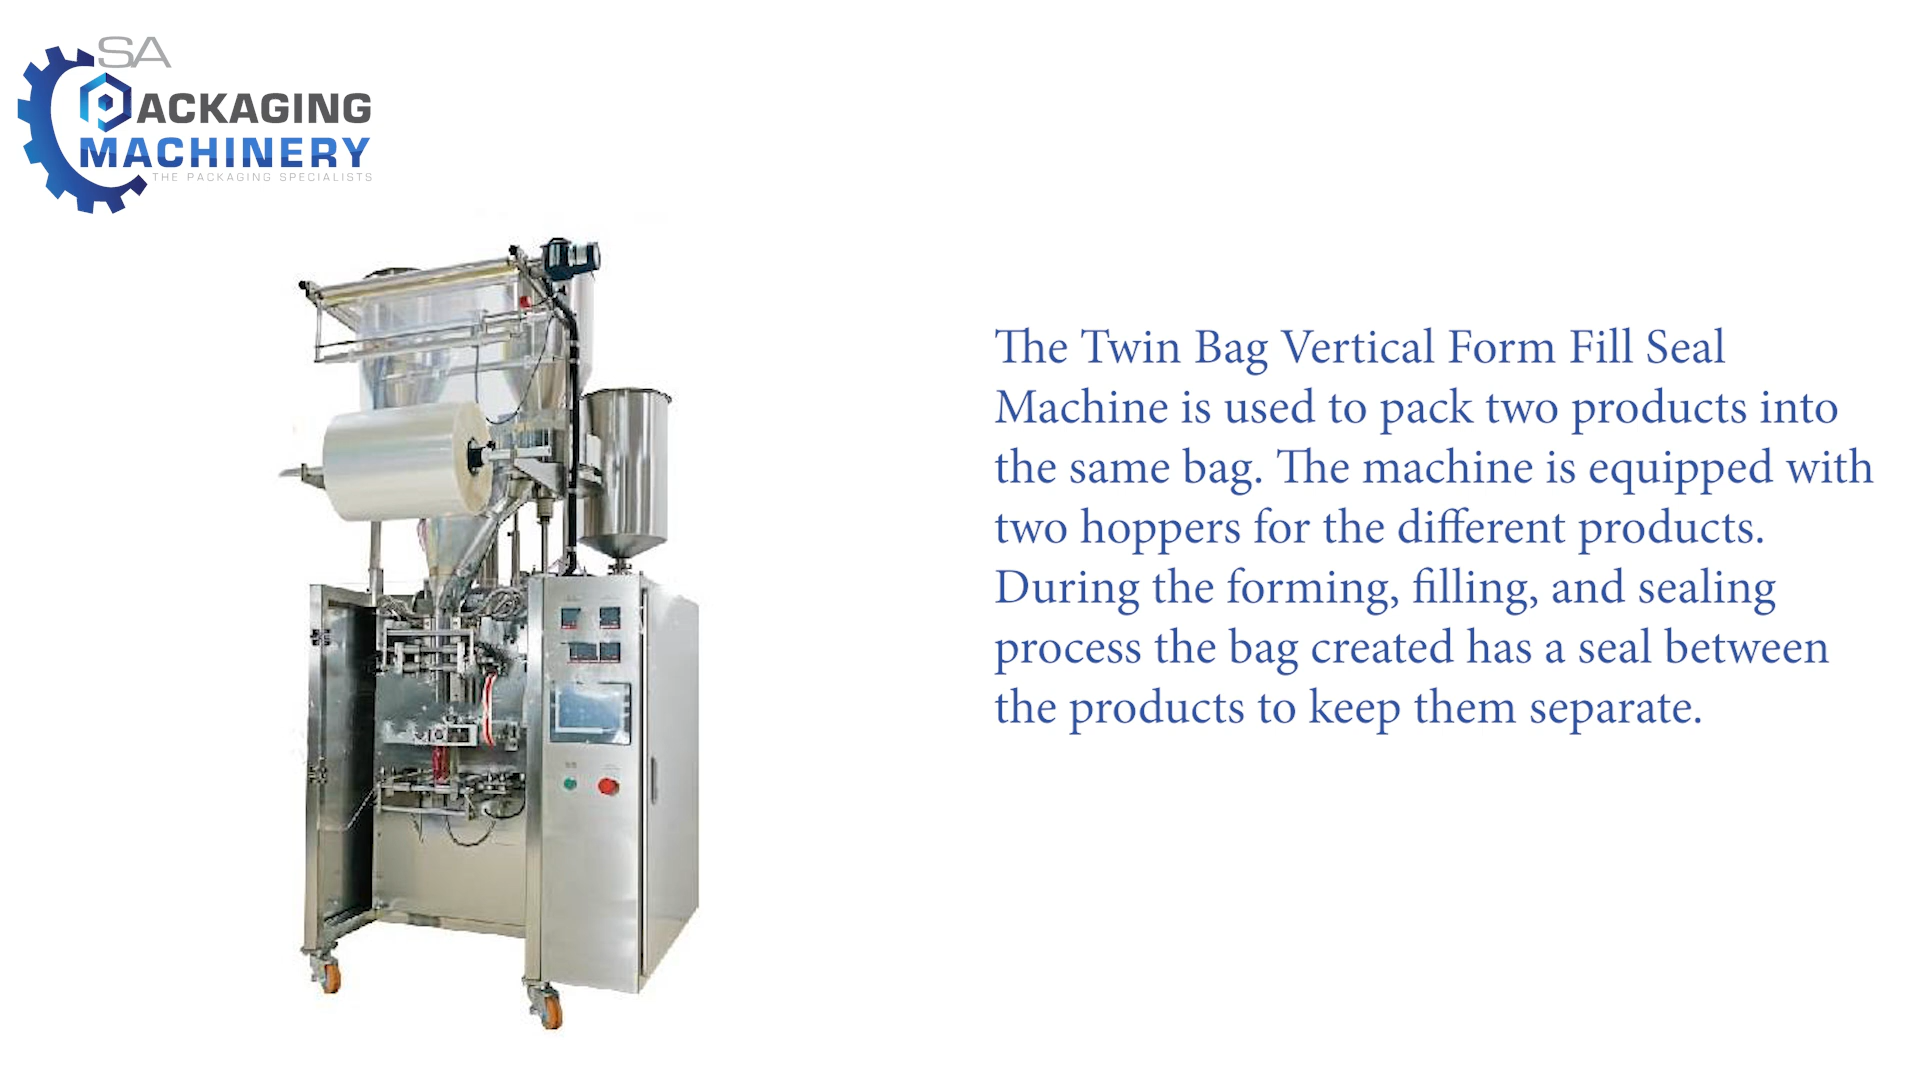 SA
PACKAGING
MACHINERY
THE PACKAGING SPECIALISTS
The Twin Bag Vertical Form Fill Seal
Machine is used to pack two products into
the same bag. The machine is equipped with
two hoppers for the different products.
During the forming, filling, and sealing
process the bag created has a seal between
the products to keep them separate.